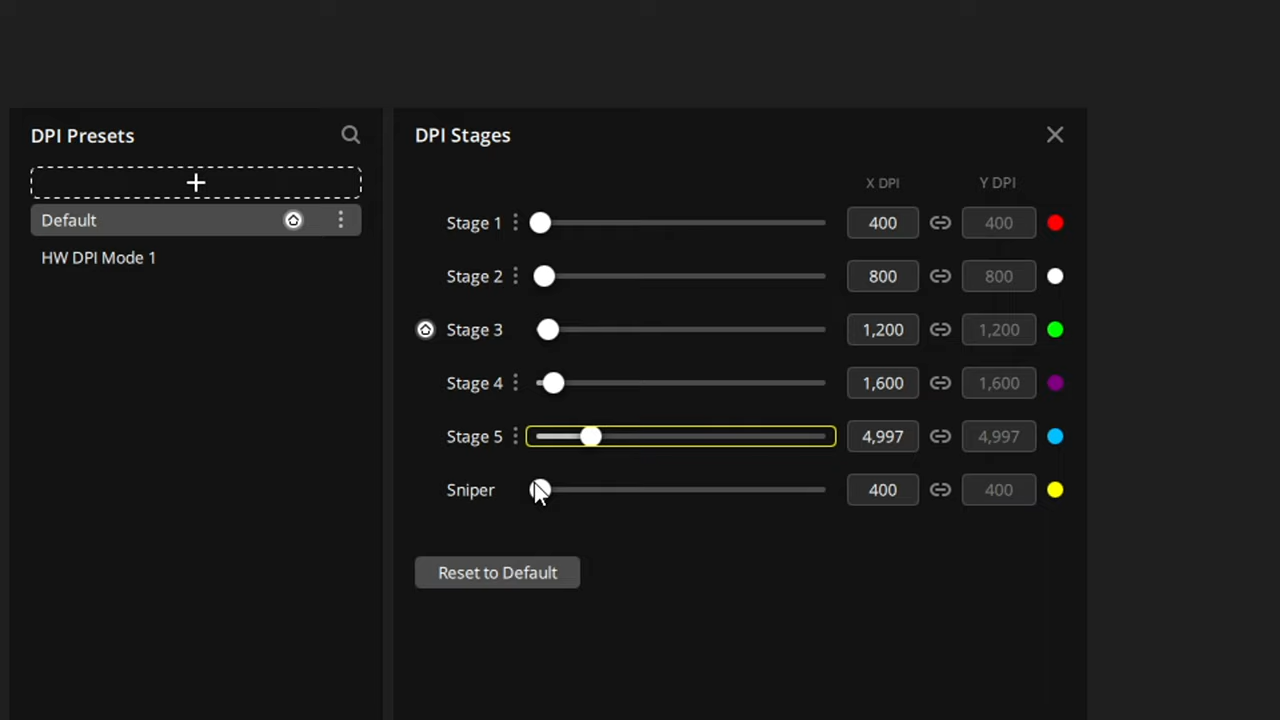 DPI Presets
+
Default
HW DPI Mode 1
DPI Stages
X DPI Y DPI
Stage 1 400 400
Stage 2 800 800
Stage 3 1,200 1,200
Stage 4 1,600 1,600
Stage 5 4,997 4,997
Sniper 400 400
Reset to Default